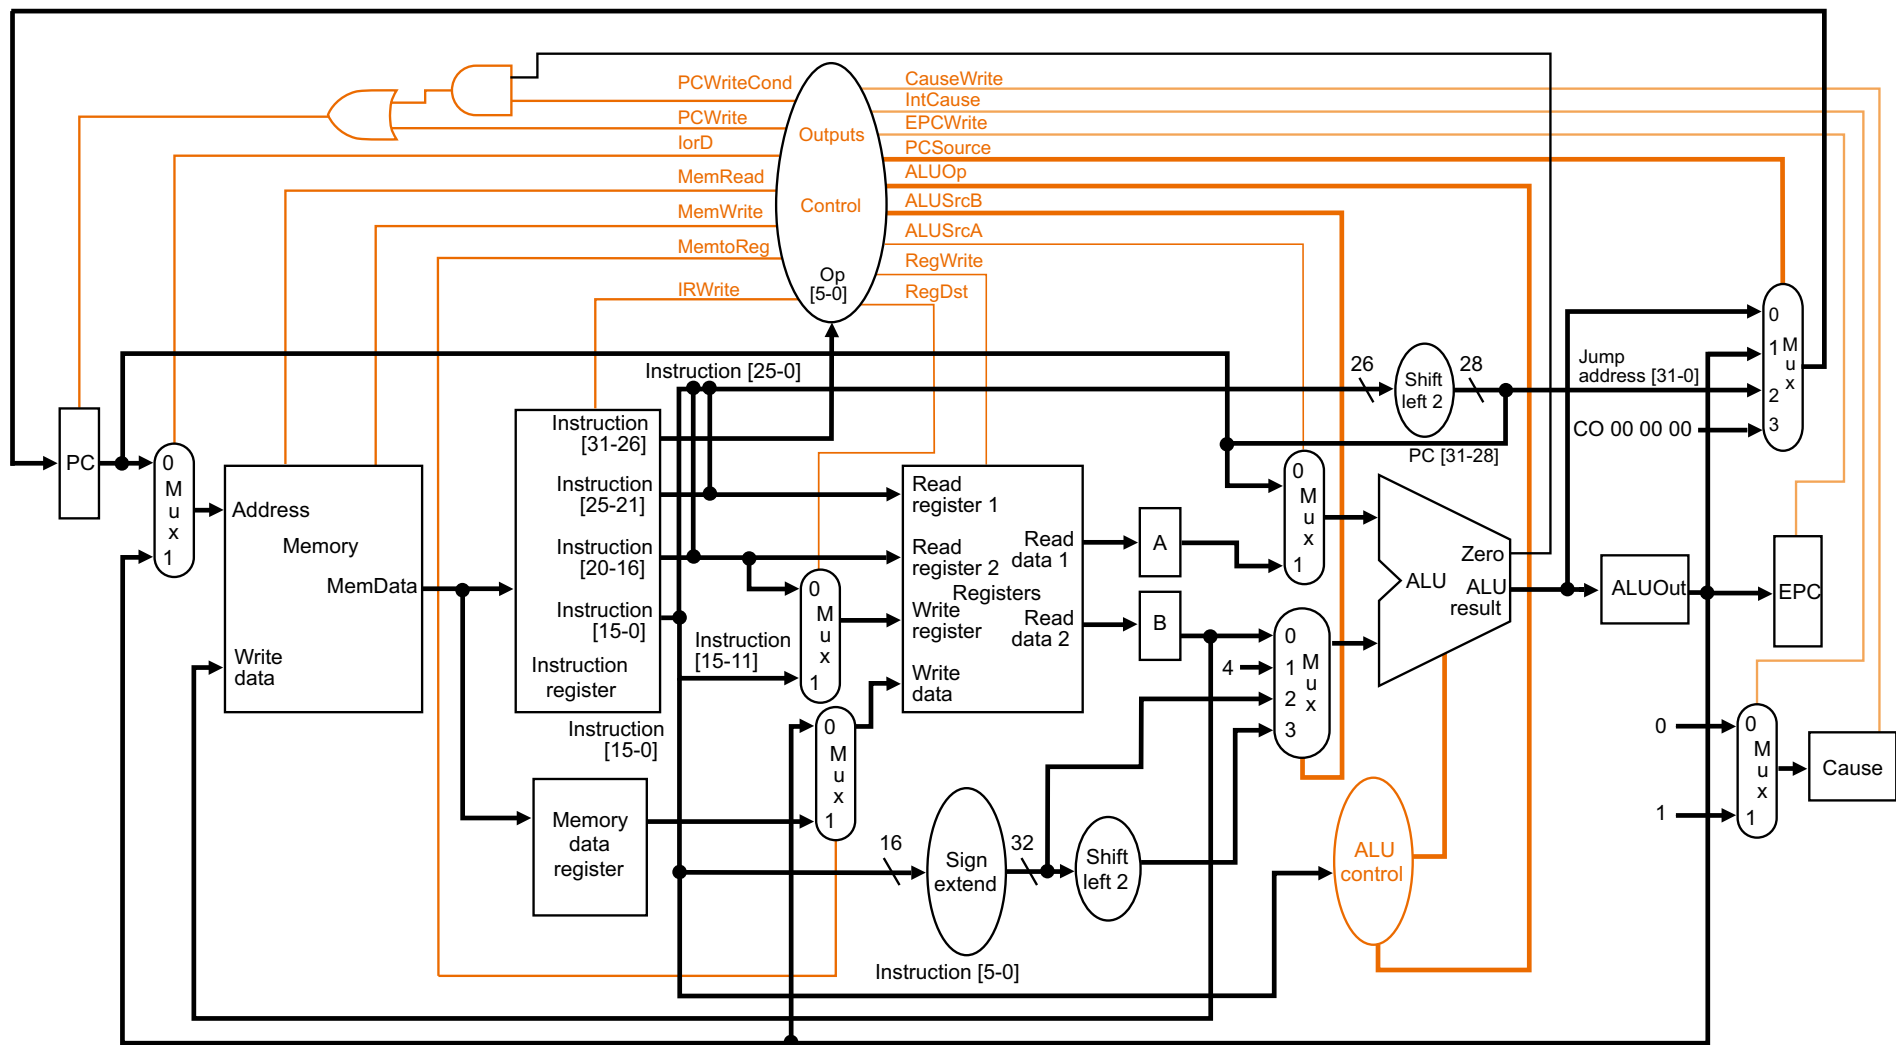 PCWriteCond
PCWrite
IorD
MemRead
MemWrite
MemtoReg
IRWrite
Outputs
Control
Op
[5-0]
CauseWrite
IntCause
EPCWrite
PCSource
ALUOp
ALUSrcB
ALUSrcA
RegWrite
RegDst
Instruction [25-0]
26
Shift
left 2
28
Jump
address [31-0]
CO 00 00 00
PC [31-28]
0
1
2
3
M
u
x
PC
0
M
u
x
1
Address
Memory
MemData
Write
data
Instruction
[31-26]
Instruction
[25-21]
Instruction
[20-16]
Instruction
[15-0]
Instruction
register
Instruction
[15-0]
Instruction
[15-11]
0
M
u
x
1
0
M
u
x
1
Memory
data
register
Read
register 1
Read
register 2
Registers
Write
register
Write
data
Read
data 1
Read
data 2
A
B
4
0
M
u
x
1
0
1
2
3
M
u
x
Zero
ALU
ALU
result
ALUOut
EPC
0
1
0
M
u
x
1
Cause
16
Sign
extend
32
Shift
left 2
ALU
control
Instruction [5-0]